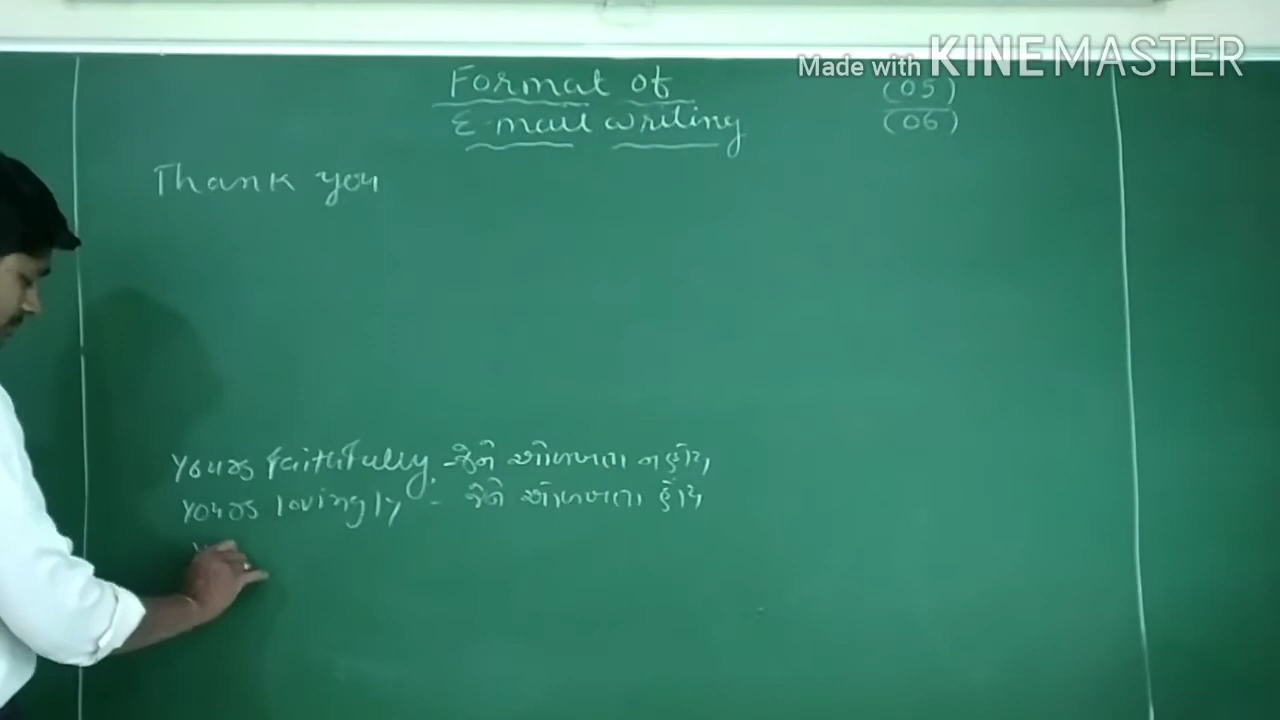 Made with KINEMASTER
Format of (05)
E-mail writing (06)
Thank you
Yours faithfully. - જેને ઓળખતા ન હોય,
Yours lovingly - જેને ઓળખતા હોય